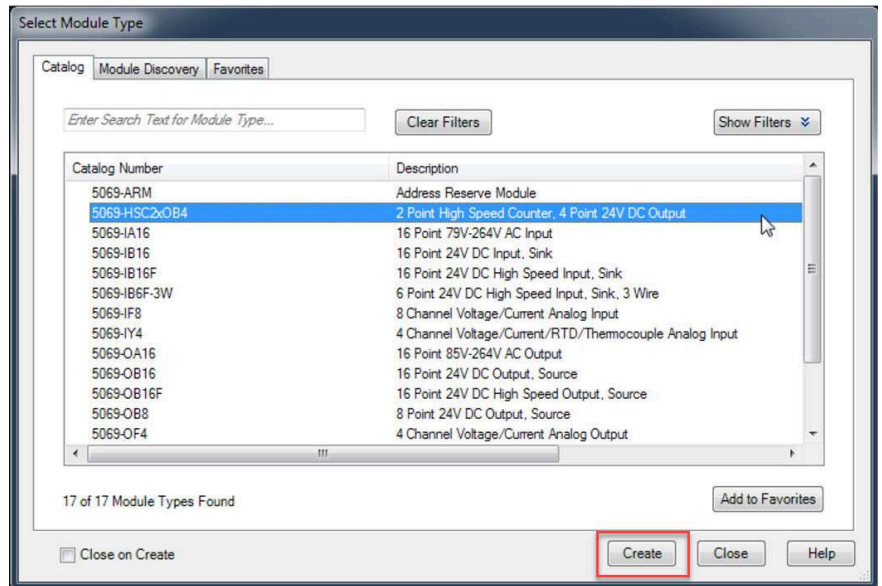 Select Module Type
Catalog Module Discovery Favorites
Enter Search Text for Module Type... Clear Filters Show Filters
Catalog Number Description
5069-ARM Address Reserve Module
5069-HSC2xOB4 2 Point High Speed Counter, 4 Point 24V DC Output
5069-IA16 16 Point 79V-264V AC Input
5069-IB16 16 Point 24V DC Input, Sink
5069-IB16F 16 Point 24V DC High Speed Input, Sink
5069-IB6F-3W 6 Point 24V DC High Speed Input, Sink, 3 Wire
5069-IF8 8 Channel Voltage/Current Analog Input
5069-IY4 4 Channel Voltage/Current/RTD/Thermocouple Analog Input
5069-OA16 16 Point 85V-264V AC Output
5069-OB16 16 Point 24V DC Output, Source
5069-OB16F 16 Point 24V DC High Speed Output, Source
5069-OB8 8 Point 24V DC Output, Source
5069-OF4 4 Channel Voltage/Current Analog Output
17 of 17 Module Types Found Add to Favorites
Close on Create Create Close Help